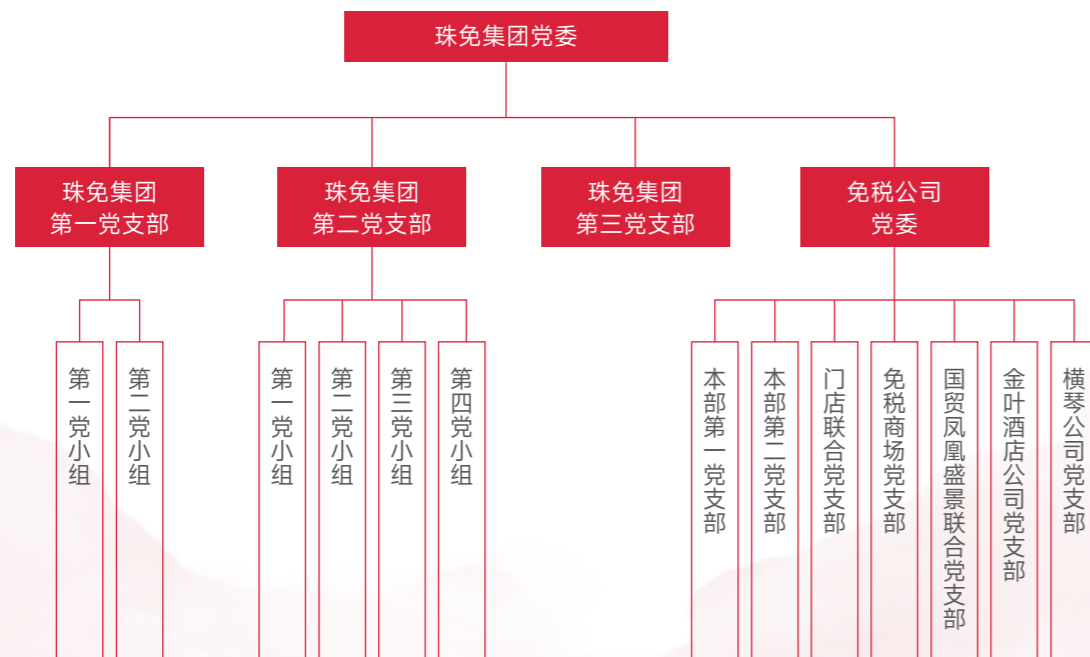 珠免集团党委
珠免集团
第一党支部
珠免集团
第二党支部
珠免集团
第三党支部
免税公司
党委
第一党小组
第二党小组
第一党小组
第二党小组
第三党小组
第四党小组
本部第一党支部
本部第二党支部
门店联合党支部
免税商场党支部
国贸凤凰盛景联合党支部
金叶酒店公司党支部
横琴公司党支部